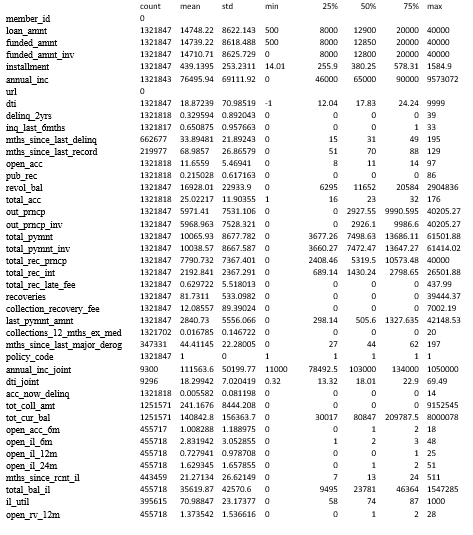 count mean std min 25% 50% 75% max
member_id 0
loan_amnt 1321847 14748.22 8622.143 500 8000 12900 20000 40000
funded_amnt 1321847 14739.22 8618.488 500 8000 12850 20000 40000
funded_amnt_inv 1321847 14710.71 8625.729 0 8000 12800 20000 40000
installment 1321847 439.1395 253.2311 14.01 255.9 380.25 578.31 1584.9
annual_inc 1321843 76495.94 69111.92 0 46000 65000 90000 9573072
url 0
dti 1321847 18.87239 70.98519 -1 12.04 17.83 24.24 9999
delinq_2yrs 1321818 0.329594 0.892043 0 0 0 0 39
inq_last_6mths 1321817 0.650875 0.957663 0 0 0 1 33
mths_since_last_delinq 662677 33.89481 21.89243 0 15 31 49 195
mths_since_last_record 219977 68.9857 26.86579 0 51 70 88 129
open_acc 1321818 11.6559 5.46941 0 8 11 14 97
pub_rec 1321818 0.215028 0.617163 0 0 0 0 86
revol_bal 1321847 16928.01 22933.9 0 6295 11652 20584 2904836
total_acc 1321818 25.02217 11.90355 1 16 23 32 176
out_prncp 1321847 5971.41 7531.106 0 0 2927.55 9990.595 40205.27
out_prncp_inv 1321847 5968.963 7528.321 0 0 2926.1 9986.6 40205.27
total_pymnt 1321847 10065.93 8677.782 0 3677.26 7498.63 13686.11 61501.88
total_pymnt_inv 1321847 10038.57 8667.587 0 3660.27 7472.47 13647.27 61414.02
total_rec_prncp 1321847 7790.732 7367.401 0 2408.46 5319.5 10573.48 40000
total_rec_int 1321847 2192.841 2367.291 0 689.14 1430.24 2798.65 26501.88
total_rec_late_fee 1321847 0.629722 5.518013 0 0 0 0 437.99
recoveries 1321847 81.7311 533.0982 0 0 0 0 39444.37
collection_recovery_fee 1321847 12.08557 89.39024 0 0 0 0 7002.19
last_pymnt_amnt 1321847 2840.73 5556.066 0 298.14 505.6 1327.635 42148.53
collections_12_mths_ex_med 1321702 0.016785 0.146722 0 0 0 0 20
mths_since_last_major_derog 347331 44.41145 22.28005 0 27 44 62 197
policy_code 1321847 1 0 1 1 1 1 1
annual_inc_joint 9300 111563.6 50199.77 11000 78492.5 103000 134000 1050000
dti_joint 9296 18.29942 7.020419 0.32 13.32 18.01 22.9 69.49
acc_now_delinq 1321818 0.005582 0.081198 0 0 0 0 14
tot_coll_amt 1251571 241.1676 8444.208 0 0 0 0 9152545
tot_cur_bal 1251571 140842.8 156363.7 0 30017 80847 209787.5 8000078
open_acc_6m 455717 1.008288 1.188975 0 0 1 2 18
open_il_6m 455718 2.831942 3.052855 0 1 2 3 48
open_il_12m 455718 0.727941 0.978708 0 0 0 1 25
open_il_24m 455718 1.629345 1.657855 0 0 1 2 51
mths_since_rcnt_il 443459 21.27134 26.62149 0 7 13 24 511
total_bal_il 455718 35619.87 42570.6 0 9495 23781 46364 1547285
il_util 395615 70.98847 23.17377 0 58 74 87 1000
open_rv_12m 455718 1.373542 1.536616 0 0 1 2 28